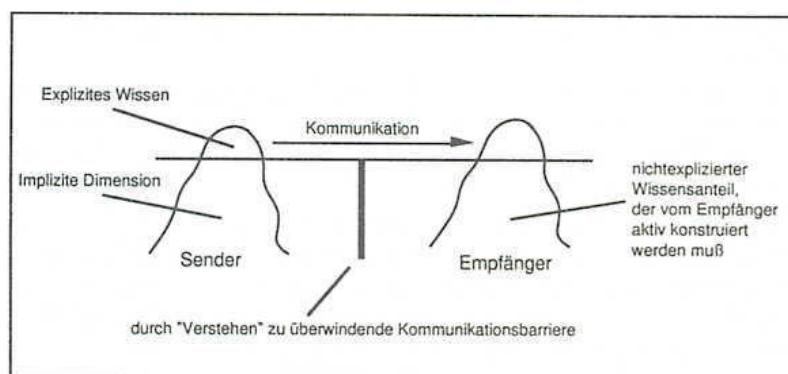 Explizites Wissen
Kommunikation
Implizite Dimension
nichtexplizierter
Wissensanteil,
der vom Empfänger
aktiv konstruiert
werden muß
Sender
Empfänger
durch "Verstehen" zu überwindende Kommunikationsbarriere